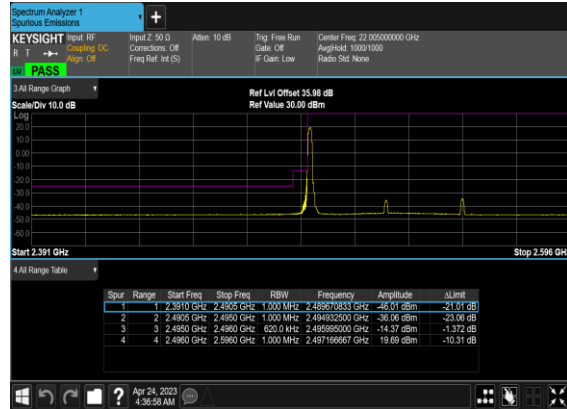 Spectrum Analyzer 1
Spurious Emissions
+
KEYSIGHT Input: RF Input Z: 50 Ω Atten: 10 dB Trig: Free Run Center Freq: 22.005000000 GHz
R T Coupling: DC Corrections: Off Gate: Off Avg|Hold: 1000/1000
Align: Off Freq Ref: Int (S) IF Gain: Low Radio Std: None
PASS
3 All Range Graph
Ref Lvl Offset 35.98 dB
Scale/Div 10.0 dB Ref Value 30.00 dBm
Log
20.0
10.0
0.00
-10.0
-20.0
-30.0
-40.0
-50.0
-60.0
Start 2.391 GHz Stop 2.596 GH
4 All Range Table
Spur Range Start Freq Stop Freq RBW Frequency Amplitude ΔLimit
1 1 2.3910 GHz 2.4905 GHz 1.000 MHz 2.489670833 GHz -46.01 dBm -21.01 dB
2 2 2.4905 GHz 2.4950 GHz 1.000 MHz 2.494932500 GHz -36.06 dBm -23.06 dB
3 3 2.4950 GHz 2.4960 GHz 620.0 kHz 2.495995000 GHz -14.37 dBm -1.372 dB
4 4 2.4960 GHz 2.5960 GHz 1.000 MHz 2.497166667 GHz 19.69 dBm -10.31 dB
? Apr 24, 2023
4:36:58 AM